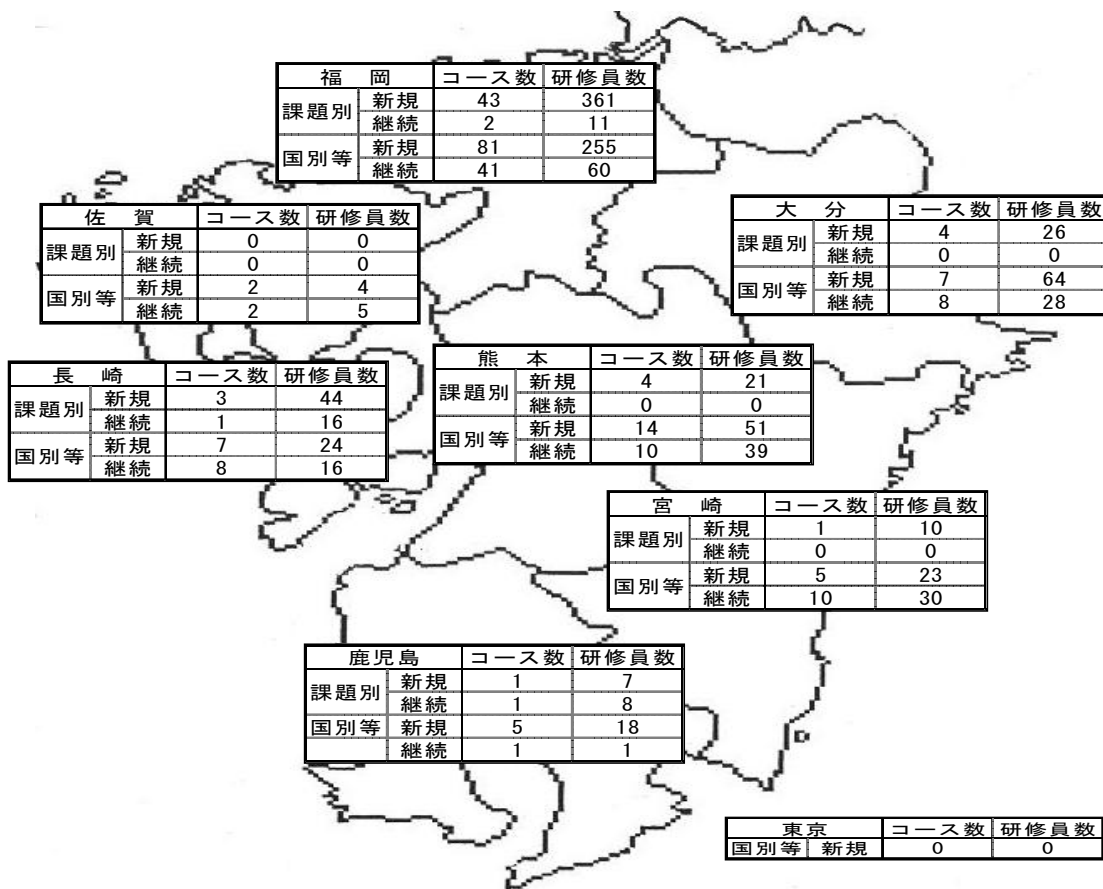 福岡 コース数 研修員数
課題別 新規 43 361
継続 2 11
国別等 新規 81 255
継続 41 60
佐賀 コース数 研修員数
課題別 新規 0 0
継続 0 0
国別等 新規 2 4
継続 2 5
大分 コース数 研修員数
課題別 新規 4 26
継続 0 0
国別等 新規 7 64
継続 8 28
長崎 コース数 研修員数
課題別 新規 3 44
継続 1 16
国別等 新規 7 24
継続 8 16
熊本 コース数 研修員数
課題別 新規 4 21
継続 0 0
国別等 新規 14 51
継続 10 39
宮崎 コース数 研修員数
課題別 新規 1 10
継続 0 0
国別等 新規 5 23
継続 10 30
鹿児島 コース数 研修員数
課題別 新規 1 7
継続 1 8
国別等 新規 5 18
継続 1 1
東京 コース数 研修員数
国別等 新規 0 0